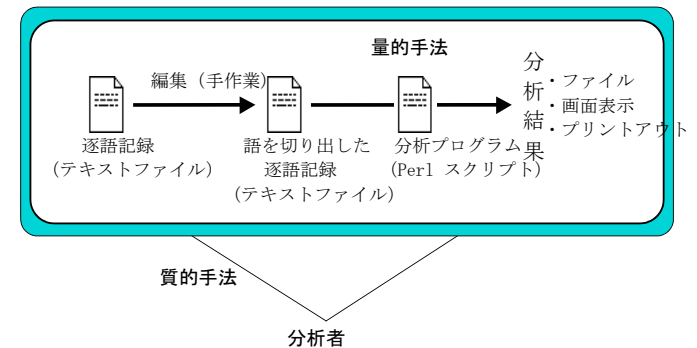 量的手法
編集（手作業）
逐語記録
（テキストファイル）
語を切り出した
逐語記録
（テキストファイル）
分析プログラム
（Perl スクリプト）
分析結果
・ファイル
・画面表示
・プリントアウト
質的手法
分析者